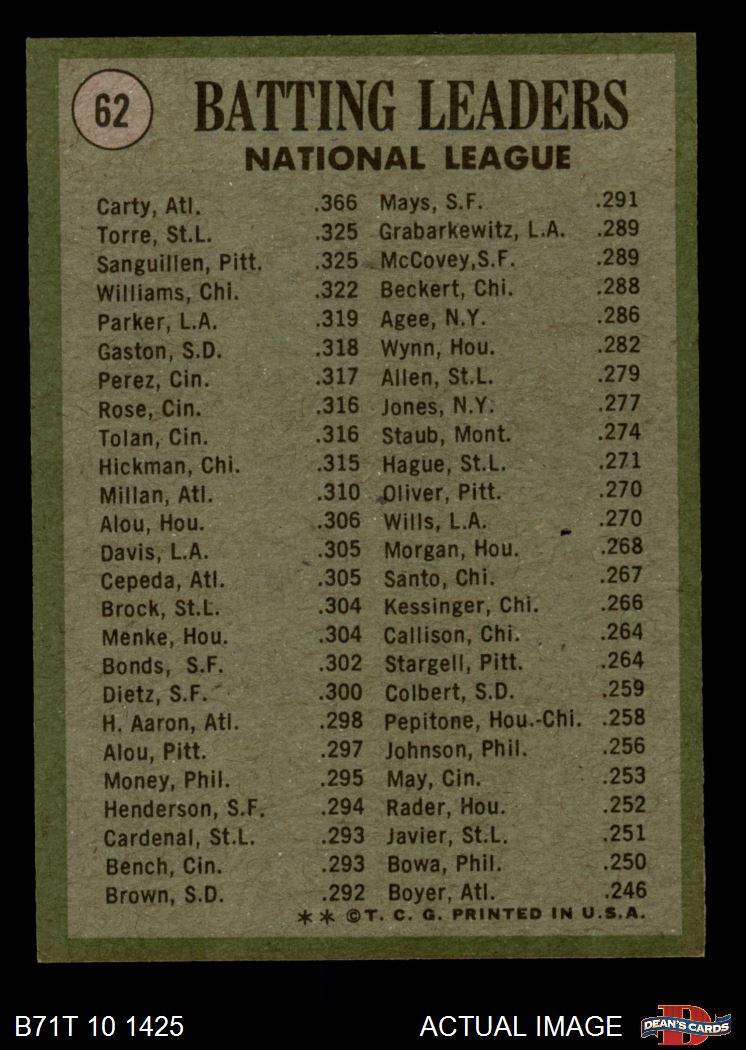 62
BATTING LEADERS
NATIONAL LEAGUE
Carty, Atl. .366
Torre, St.L. .325
Sanguillen, Pitt. .325
Williams, Chi. .322
Parker, L.A. .319
Gaston, S.D. .318
Perez, Cin. .317
Rose, Cin. .316
Tolan, Cin. .316
Hickman, Chi. .315
Millan, Atl. .310
Alou, Hou. .306
Davis, L.A. .305
Cepeda, Atl. .305
Brock, St.L. .304
Menke, Hou. .304
Bonds, S.F. .302
Dietz, S.F. .300
H. Aaron, Atl. .298
Alou, Pitt. .297
Money, Phil. .295
Henderson, S.F. .294
Cardenal, St.L. .293
Bench, Cin. .293
Brown, S.D. .292
Mays, S.F. .291
Grabarkewitz, L.A. .289
McCovey,S.F. .289
Beckert, Chi. .288
Agee, N.Y. .286
Wynn, Hou. .282
Allen, St.L. .279
Jones, N.Y. .277
Staub, Mont. .274
Hague, St.L. .271
Oliver, Pitt. .270
Wills, L.A. .270
Morgan, Hou. .268
Santo, Chi. .267
Kessinger, Chi. .266
Callison, Chi. .264
Stargell, Pitt. .264
Colbert, S.D. .259
Pepitone, Hou.-Chi. .258
Johnson, Phil. .256
May, Cin. .253
Rader, Hou. .252
Javier, St.L. .251
Bowa, Phil. .250
Boyer, Atl. .246
** ©T. C. G. PRINTED IN U.S.A.
B71T 10 1425 ACTUAL IMAGE
DEAN'S CARDS